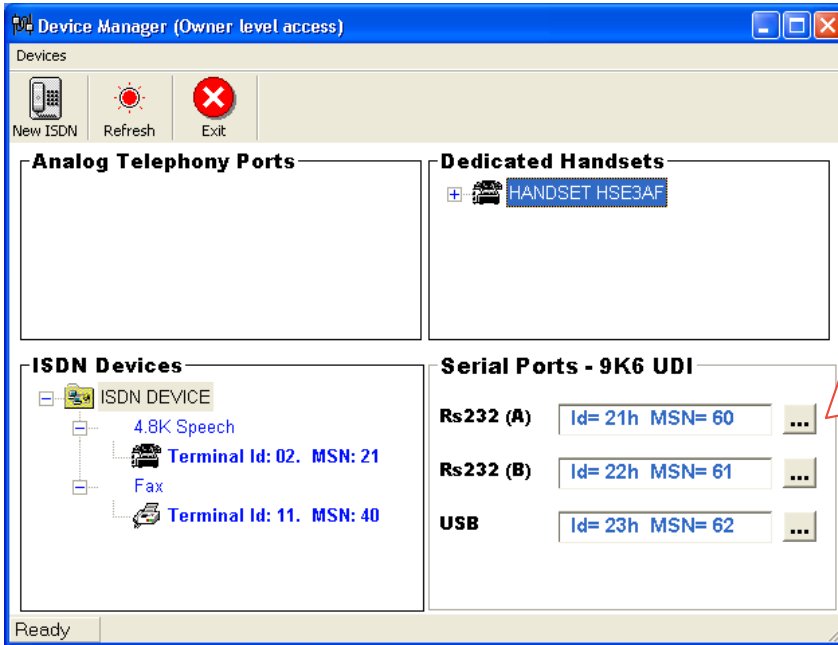 Device Manager (Owner level access)
Devices
New ISDN Refresh Exit
Analog Telephony Ports
Dedicated Handsets
HANDSET HSE3AF
ISDN Devices
ISDN DEVICE
4.8K Speech
Terminal Id: 02. MSN: 21
Fax
Terminal Id: 11. MSN: 40
Serial Ports - 9K6 UDI
Rs232 (A) Id= 21h MSN= 60 ...
Rs232 (B) Id= 22h MSN= 61 ...
USB Id= 23h MSN= 62 ...
Ready